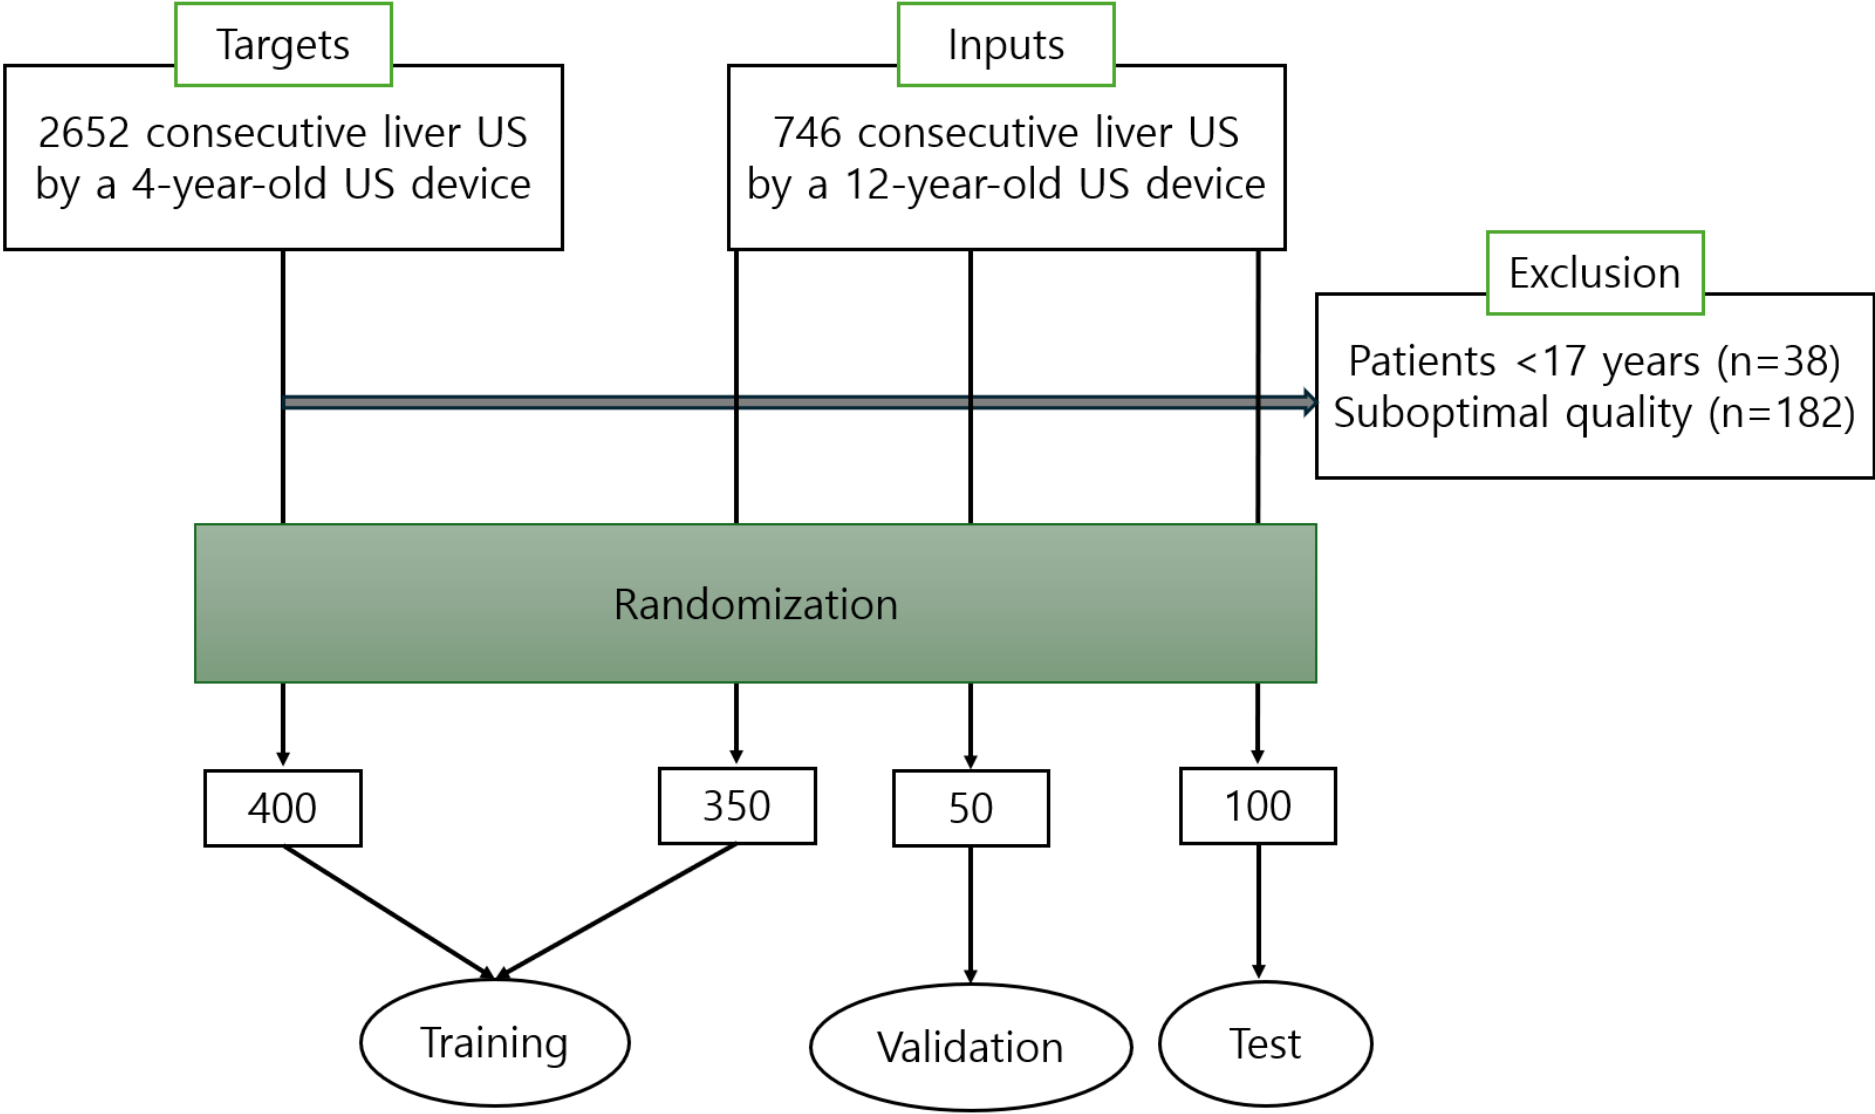 Targets
2652 consecutive liver US
by a 4-year-old US device
Inputs
746 consecutive liver US
by a 12-year-old US device
Exclusion
Patients <17 years (n=38)
Suboptimal quality (n=182)
Randomization
400
350
50
100
Training
Validation
Test